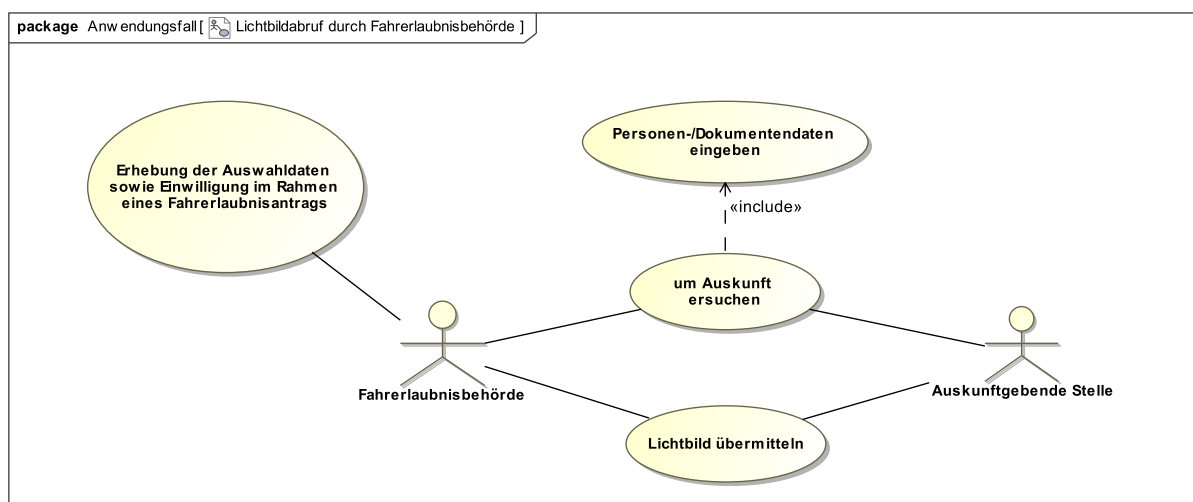 package Anwendungsfall [ Lichtbildabruf durch Fahrerlaubnisbehörde ]
Personen-/Dokumentendaten
eingeben
Erhebung der Auswahldaten
sowie Einwilligung im Rahmen
eines Fahrerlaubnisantrags
«include»
um Auskunft
ersuchen
Fahrerlaubnisbehörde
Auskunftgebende Stelle
Lichtbild übermitteln